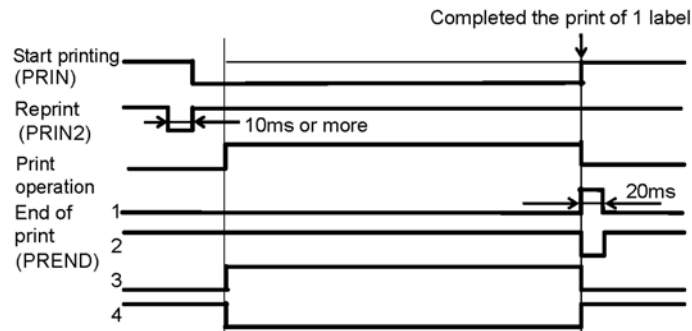 Completed the print of 1 label
Start printing
(PRIN)
Reprint
(PRIN2)
10ms or more
Print
operation
End of
print
(PREND)
1
2
3
4
20ms